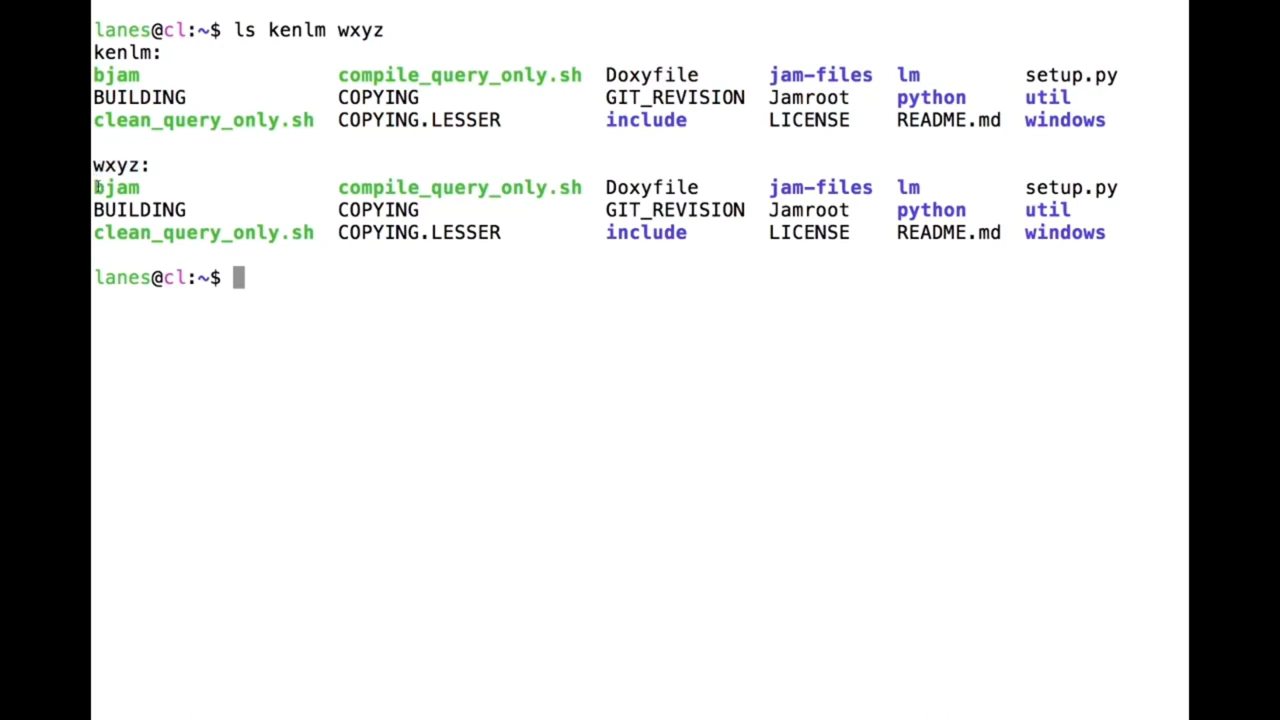 lanes@cl:~$ ls kenlm wxyz
kenlm:
bjam compile_query_only.sh Doxyfile jam-files lm setup.py
BUILDING COPYING GIT_REVISION Jamroot python util
clean_query_only.sh COPYING.LESSER include LICENSE README.md windows
wxyz:
bjam compile_query_only.sh Doxyfile jam-files lm setup.py
BUILDING COPYING GIT_REVISION Jamroot python util
clean_query_only.sh COPYING.LESSER include LICENSE README.md windows
lanes@cl:~$